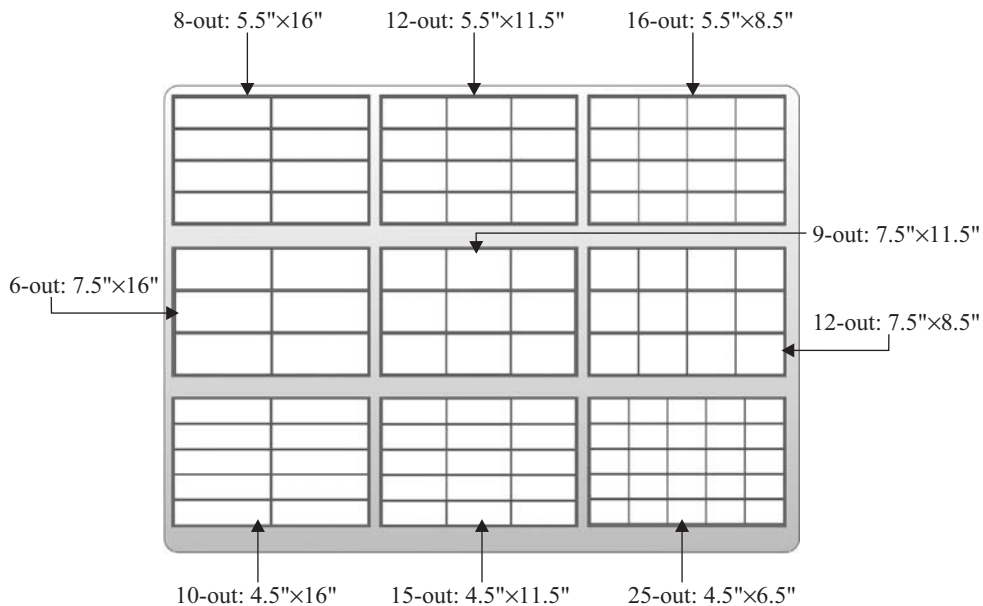 8-out: 5.5"×16"
12-out: 5.5"×11.5"
16-out: 5.5"×8.5"
9-out: 7.5"×11.5"
6-out: 7.5"×16"
12-out: 7.5"×8.5"
10-out: 4.5"×16"
15-out: 4.5"×11.5"
25-out: 4.5"×6.5"